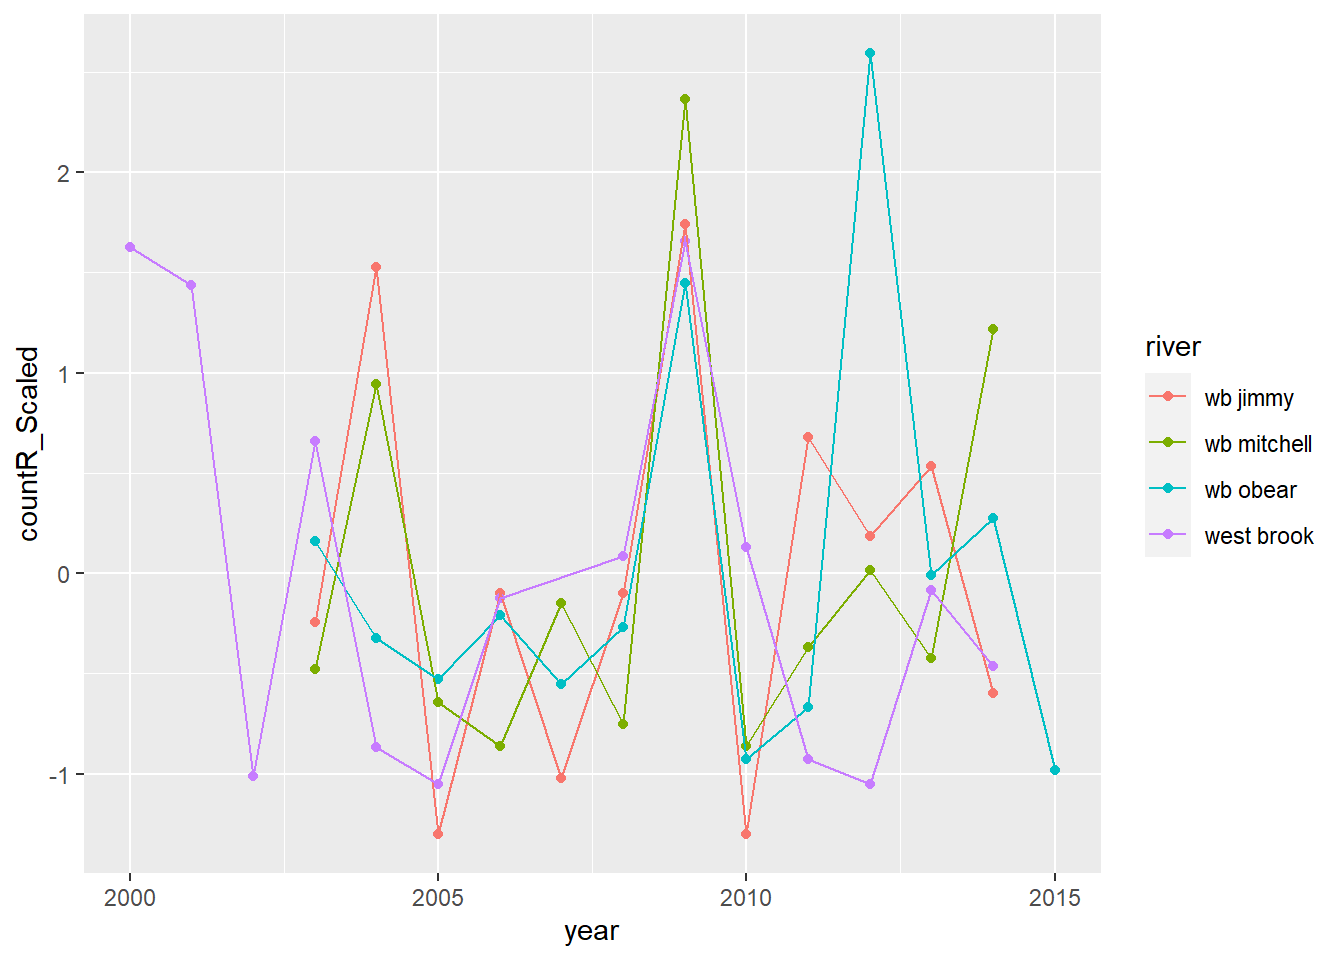 countR_Scaled
2
1
0
-1
2000 2005 2010 2015
year
river
wb jimmy
wb mitchell
wb obear
west brook